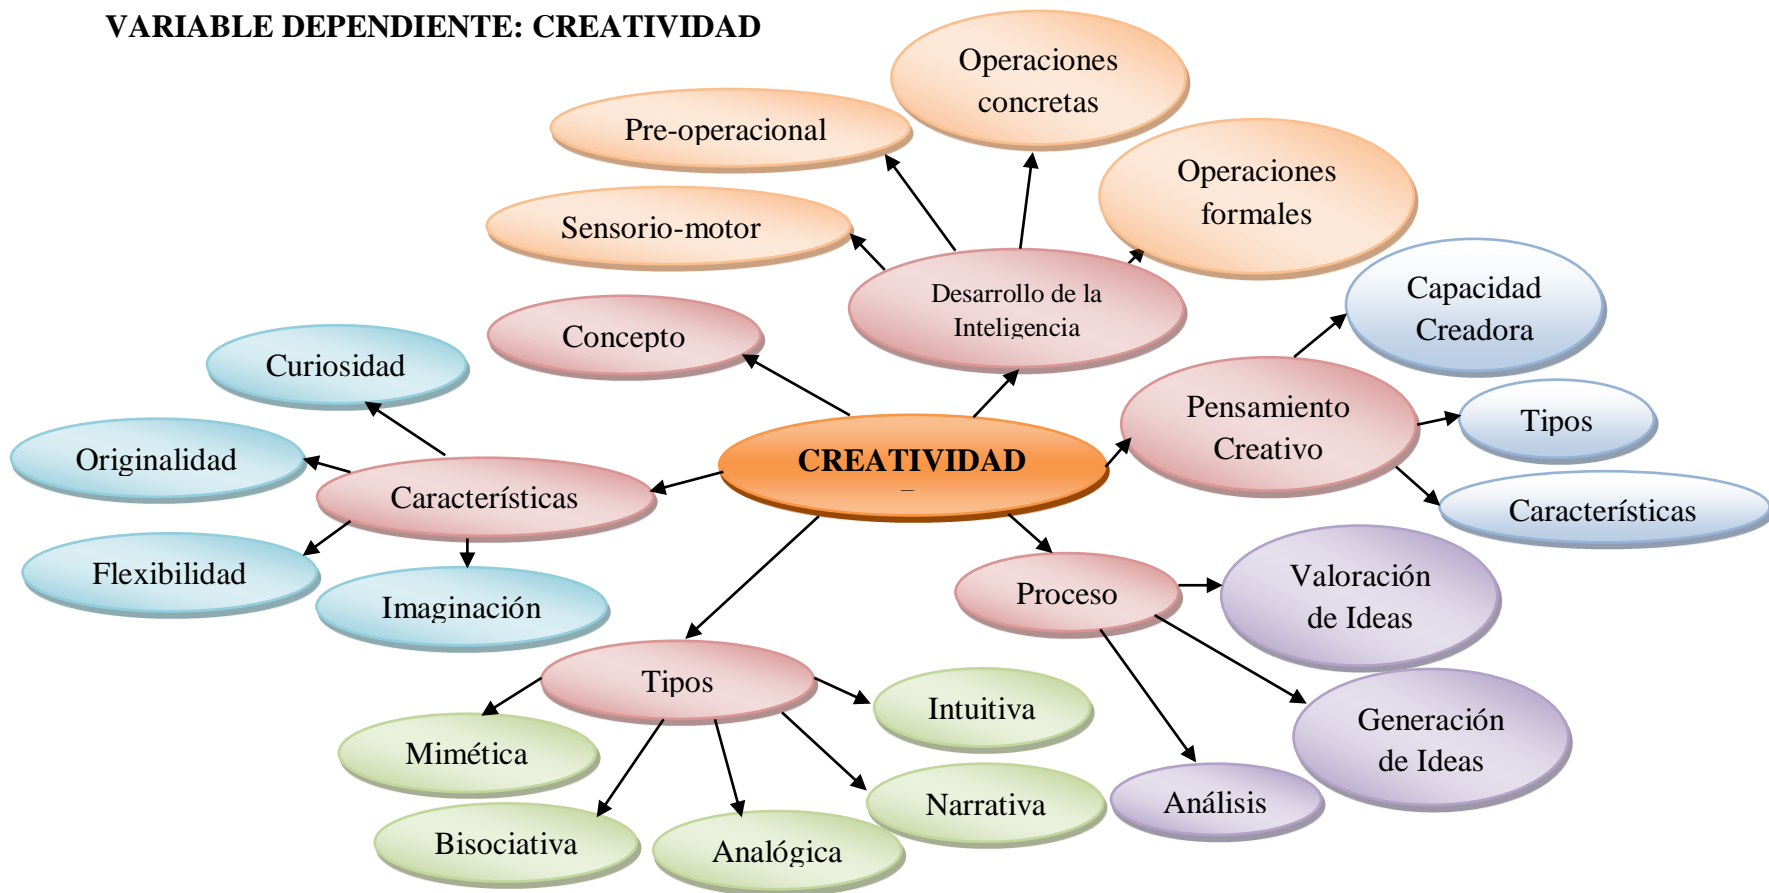 VARIABLE DEPENDIENTE: CREATIVIDAD
Operaciones
concretas
Pre-operacional
Operaciones
formales
Sensorio-motor
Desarrollo de la
Inteligencia
Capacidad
Creadora
Concepto
Curiosidad
Pensamiento
Creativo
Tipos
Originalidad
CREATIVIDAD
Características
Características
Flexibilidad
Imaginación
Proceso
Valoración
de Ideas
Tipos
Intuitiva
Generación
de Ideas
Mimética
Narrativa
Análisis
Bisociativa
Analógica